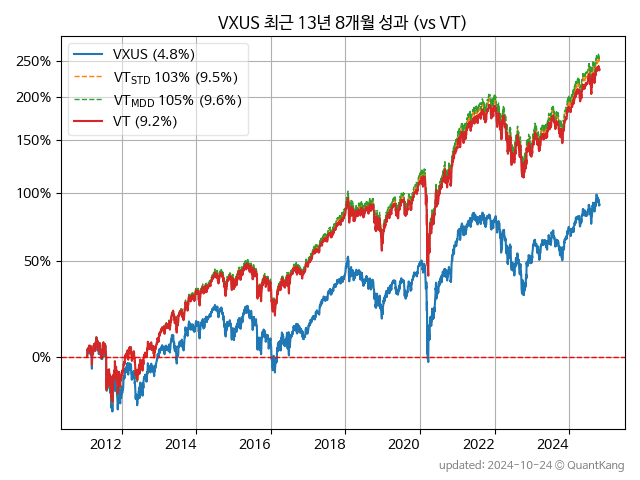 VXUS 최근 13년 8개월 성과 (vs VT)
VXUS (4.8%)
VT_STD 103% (9.5%)
VT_MDD 105% (9.6%)
VT (9.2%)
250%
200%
150%
100%
50%
0%
2012 2014 2016 2018 2020 2022 2024
updated: 2024-10-24 © QuantKang